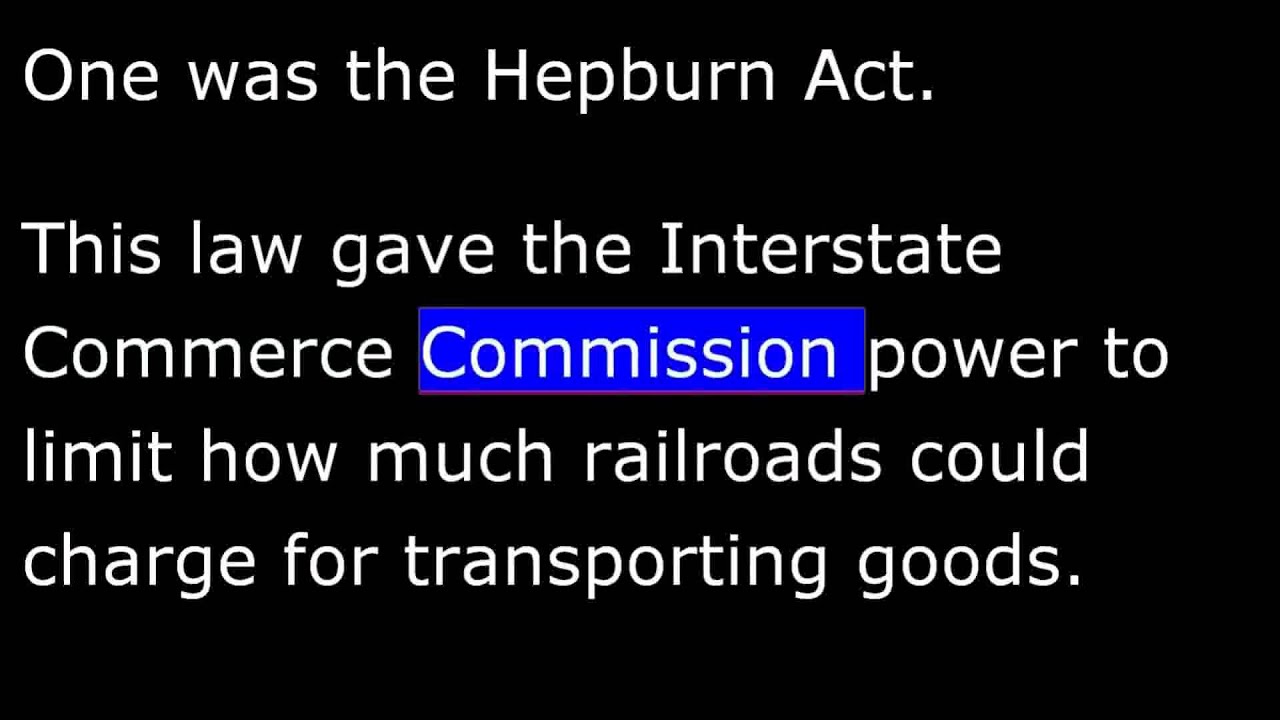 One was the Hepburn Act.
This law gave the Interstate
Commerce Commission power to
limit how much railroads could
charge for transporting goods.